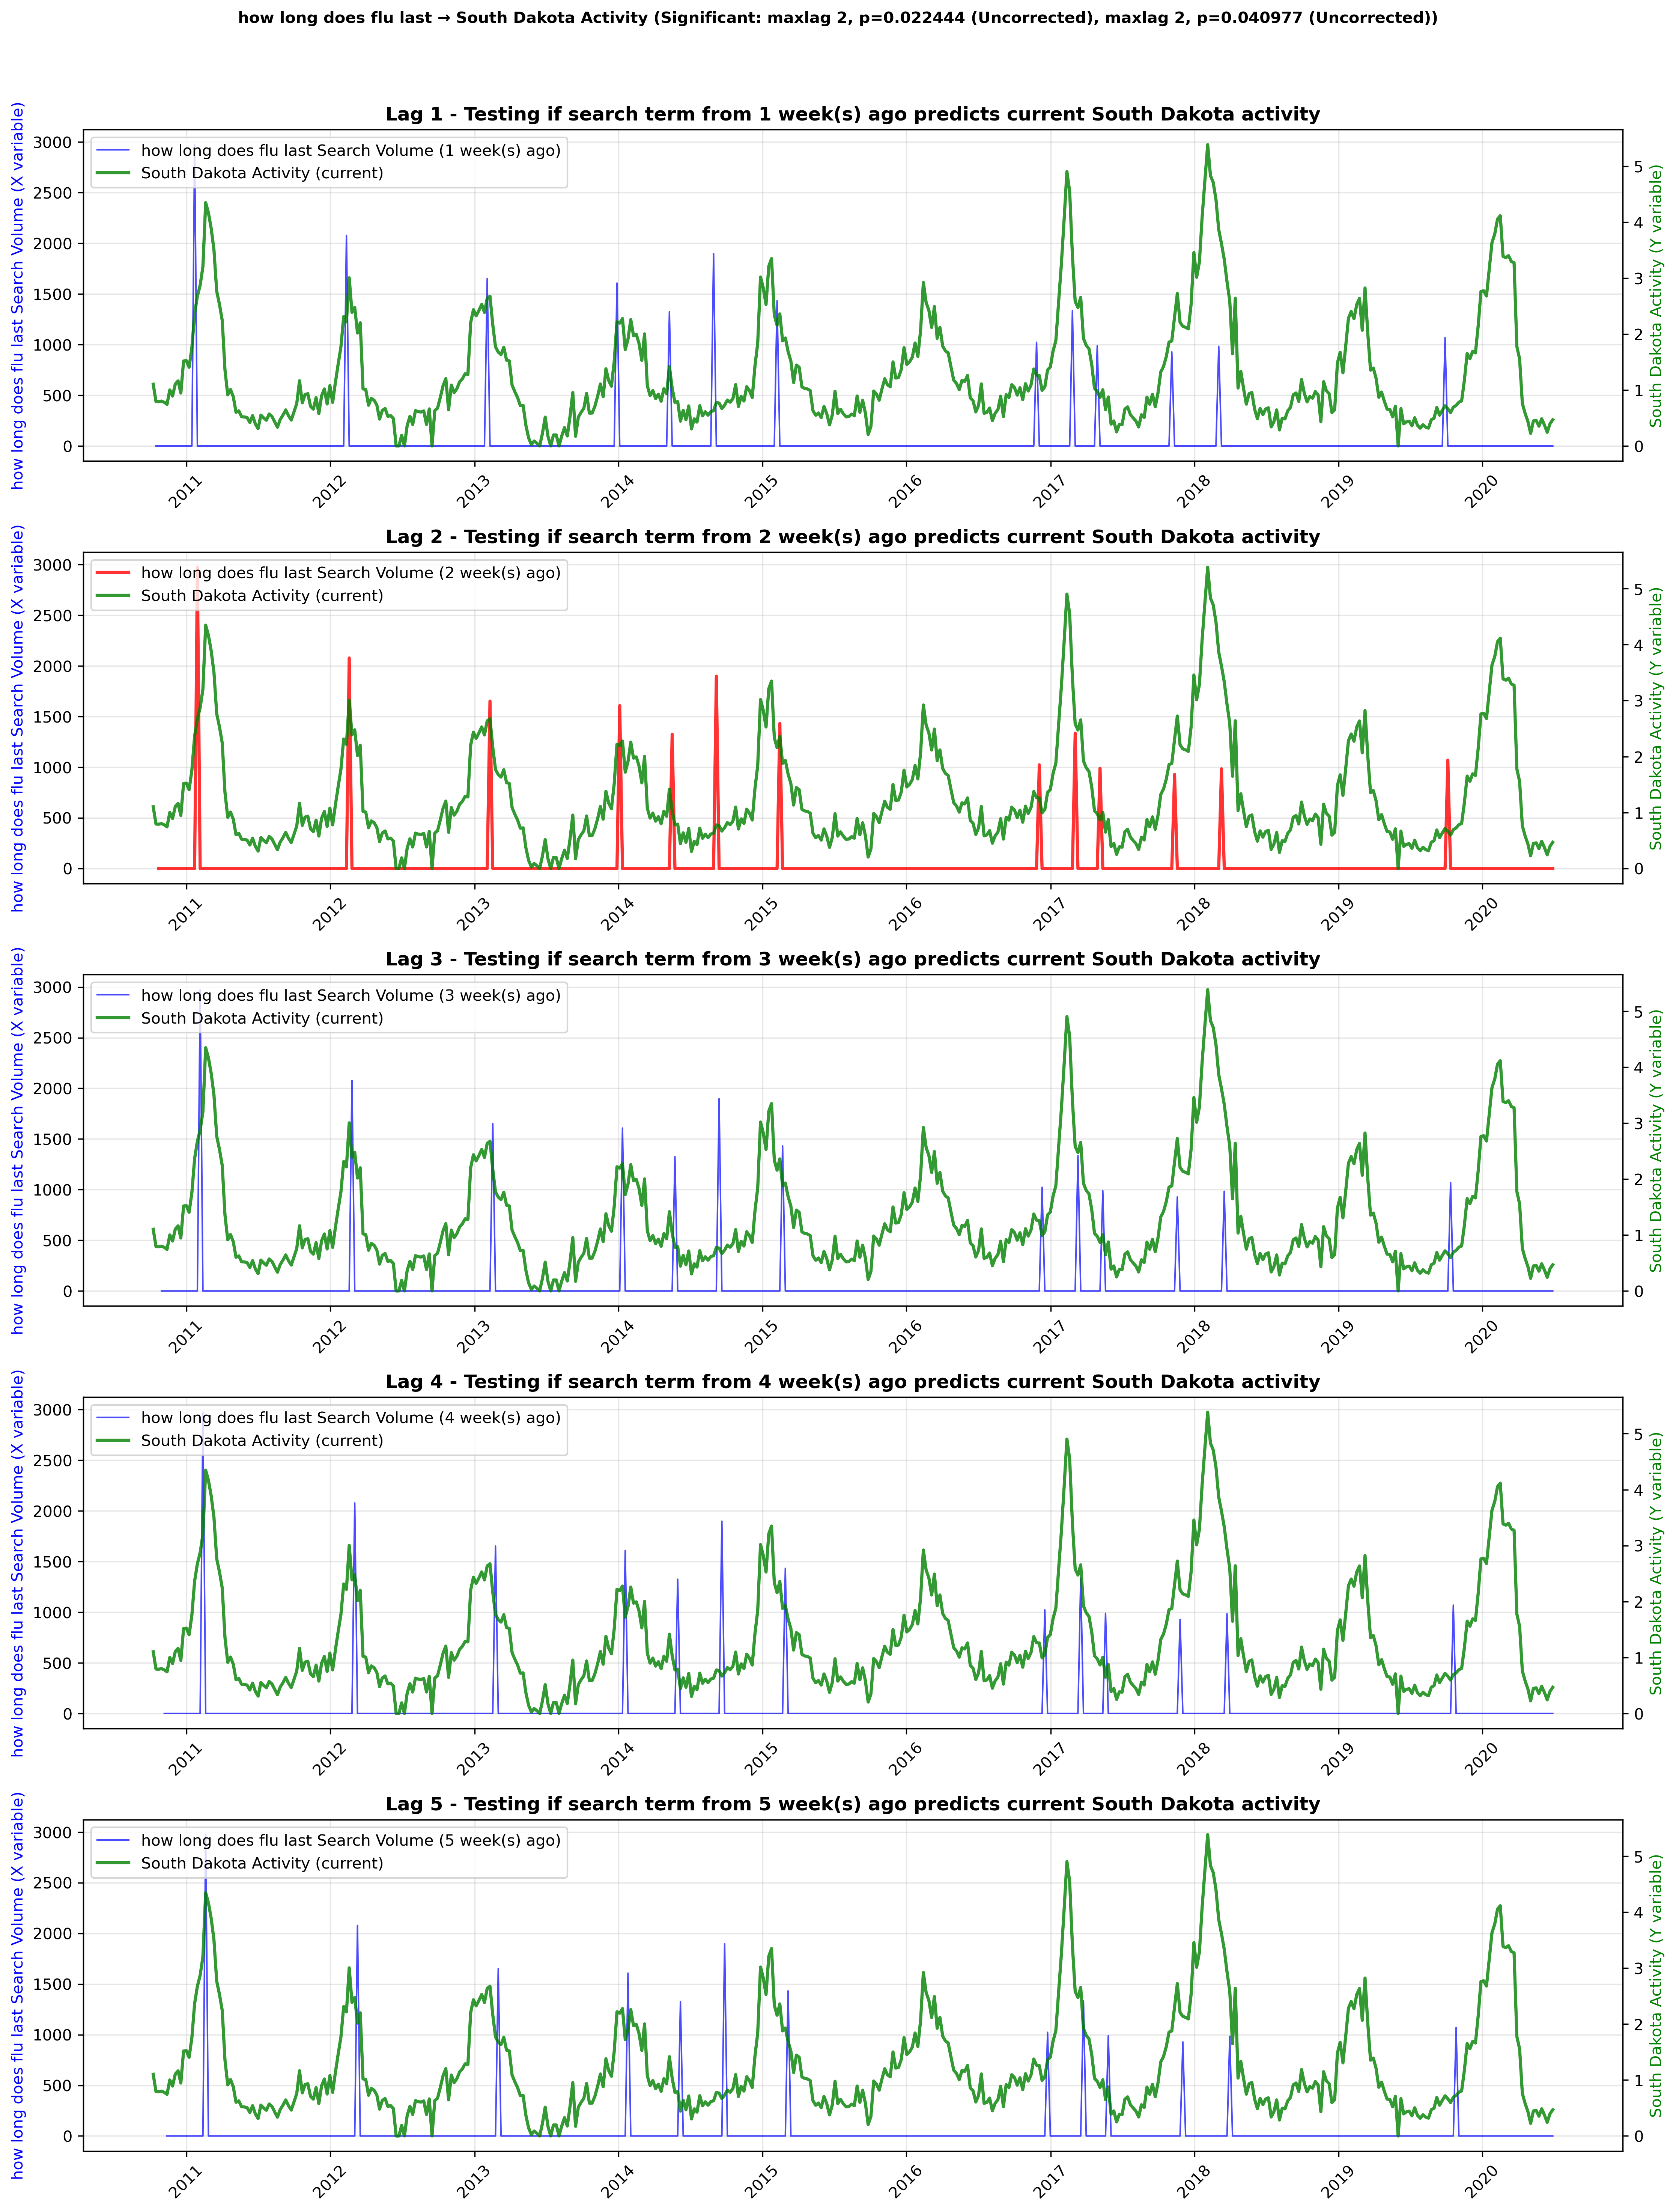 how long does flu last → South Dakota Activity (Significant: maxlag 2, p=0.022444 (Uncorrected), maxlag 2, p=0.040977 (Uncorrected))
Lag 1 - Testing if search term from 1 week(s) ago predicts current South Dakota activity
how long does flu last Search Volume (X variable)
3000
2500
2000
1500
1000
500
0
how long does flu last Search Volume (1 week(s) ago)
South Dakota Activity (current)
5
4
3
2
1
0
South Dakota Activity (Y variable)
2011 2012 2013 2014 2015 2016 2017 2018 2019 2020
Lag 2 - Testing if search term from 2 week(s) ago predicts current South Dakota activity
how long does flu last Search Volume (X variable)
3000
2500
2000
1500
1000
500
0
how long does flu last Search Volume (2 week(s) ago)
South Dakota Activity (current)
5
4
3
2
1
0
South Dakota Activity (Y variable)
2011 2012 2013 2014 2015 2016 2017 2018 2019 2020
Lag 3 - Testing if search term from 3 week(s) ago predicts current South Dakota activity
how long does flu last Search Volume (X variable)
3000
2500
2000
1500
1000
500
0
how long does flu last Search Volume (3 week(s) ago)
South Dakota Activity (current)
5
4
3
2
1
0
South Dakota Activity (Y variable)
2011 2012 2013 2014 2015 2016 2017 2018 2019 2020
Lag 4 - Testing if search term from 4 week(s) ago predicts current South Dakota activity
how long does flu last Search Volume (X variable)
3000
2500
2000
1500
1000
500
0
how long does flu last Search Volume (4 week(s) ago)
South Dakota Activity (current)
5
4
3
2
1
0
South Dakota Activity (Y variable)
2011 2012 2013 2014 2015 2016 2017 2018 2019 2020
Lag 5 - Testing if search term from 5 week(s) ago predicts current South Dakota activity
how long does flu last Search Volume (X variable)
3000
2500
2000
1500
1000
500
0
how long does flu last Search Volume (5 week(s) ago)
South Dakota Activity (current)
5
4
3
2
1
0
South Dakota Activity (Y variable)
2011 2012 2013 2014 2015 2016 2017 2018 2019 2020